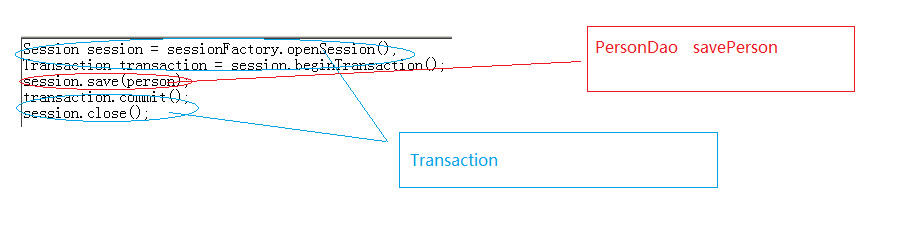 Session session = sessionFactory.openSession();
Transaction transaction = session.beginTransaction();
session.save(person);
transaction.commit();
session.close();
PersonDao savePerson
Transaction